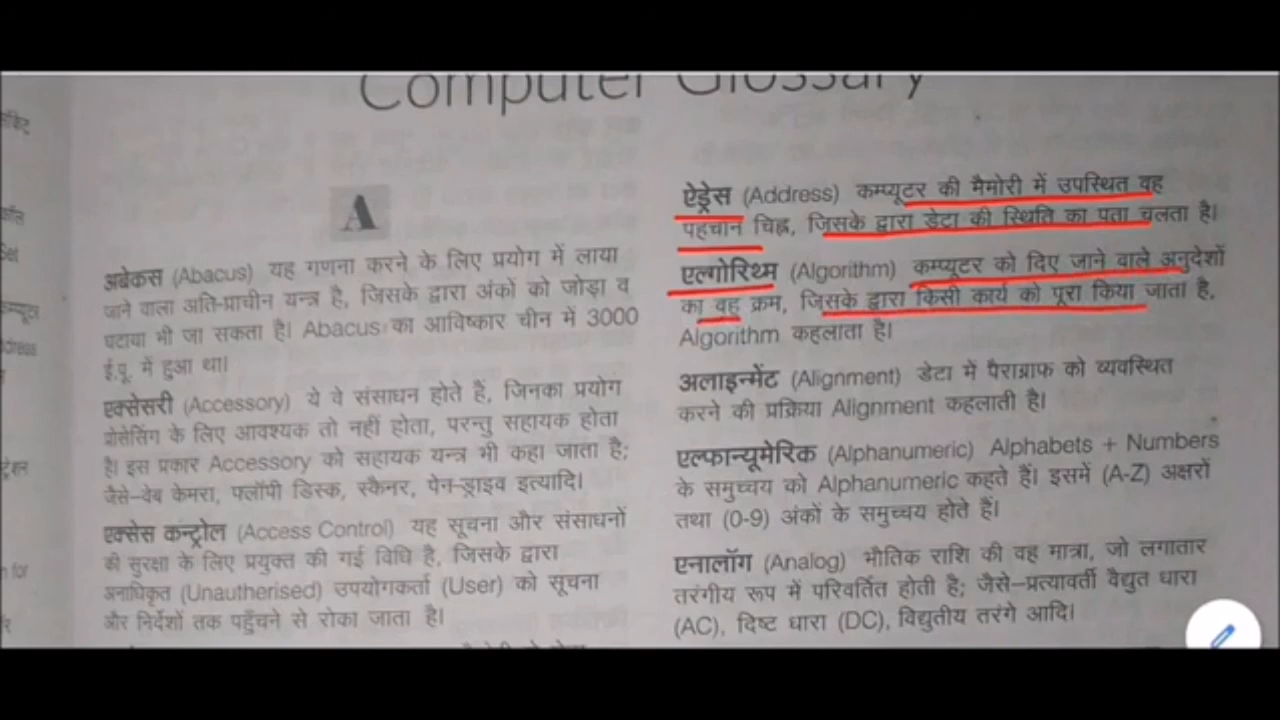 Computer Glossary
A
अबेकस (Abacus) यह गणना करने के लिए प्रयोग में लाया
जाने वाला अति-प्राचीन यन्त्र है, जिसके द्वारा अंकों को जोड़ा व
घटाया भी जा सकता है। Abacus का आविष्कार चीन में 3000
ई.पू. में हुआ था।
एक्सेसरी (Accessory) ये वे संसाधन होते हैं, जिनका प्रयोग
प्रोसेसिंग के लिए आवश्यक तो नहीं होता, परन्तु सहायक होता
है। इस प्रकार Accessory को सहायक यन्त्र भी कहा जाता है;
जैसे–वेब केमरा, फ्लॉपी डिस्क, स्कैनर, पेन-ड्राइव इत्यादि।
एक्सेस कन्ट्रोल (Access Control) यह सूचना और संसाधनों
की सुरक्षा के लिए प्रयुक्त की गई विधि है, जिसके द्वारा
अनाधिकृत (Unautherised) उपयोगकर्ता (User) को सूचना
और निर्देशों तक पहुँचने से रोका जाता है।
ऐड्रेस (Address) कम्प्यूटर की मैमोरी में उपस्थित वह
पहचान चिह्न, जिसके द्वारा डेटा की स्थिति का पता चलता है।
एल्गोरिथ्म (Algorithm) कम्प्यूटर को दिए जाने वाले अनुदेशों
का वह क्रम, जिसके द्वारा किसी कार्य को पूरा किया जाता है,
Algorithm कहलाता है।
अलाइन्मेंट (Alignment) डेटा में पैराग्राफ को व्यवस्थित
करने की प्रक्रिया Alignment कहलाती है।
एल्फान्यूमेरिक (Alphanumeric) Alphabets + Numbers
के समुच्चय को Alphanumeric कहते हैं। इसमें (A-Z) अक्षरों
तथा (0-9) अंकों के समुच्चय होते हैं।
एनालॉग (Analog) भौतिक राशि की वह मात्रा, जो लगातार
तरंगीय रूप में परिवर्तित होती है; जैसे–प्रत्यावर्ती वैद्युत धारा
(AC), दिष्ट धारा (DC), विद्युतीय तरंगे आदि।